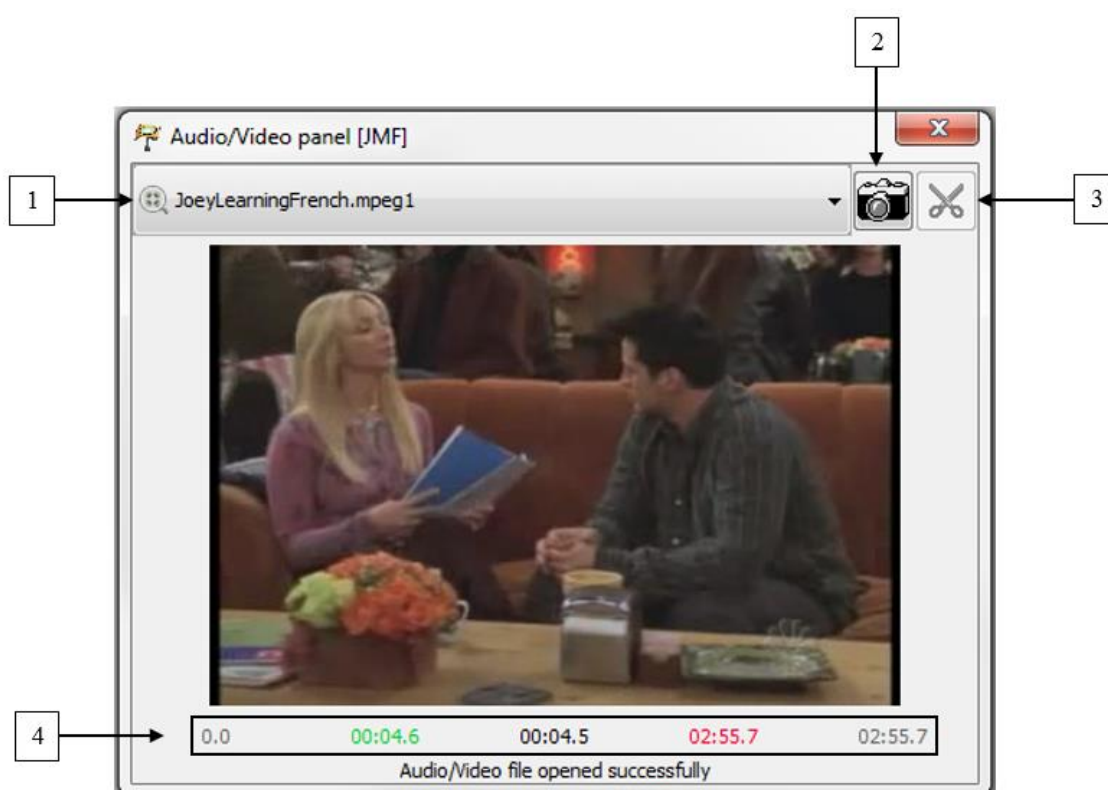 2
Audio/Video panel [JMF]
1
JoeyLearningFrench.mpeg1
3
4
0.0 00:04.6 00:04.5 02:55.7 02:55.7
Audio/Video file opened successfully